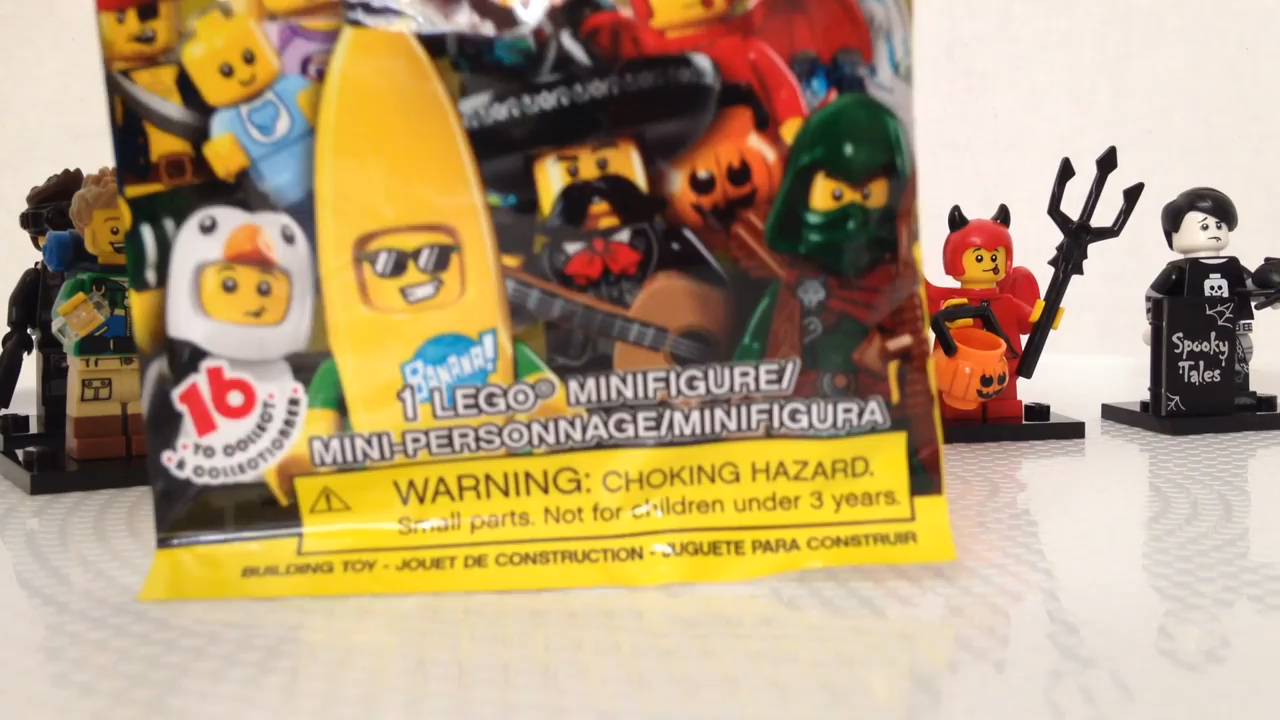 BANANA!
16
TO COLLECT
À COLLECTIONNER
1 LEGO® MINIFIGURE/
MINI-PERSONNAGE/MINIFIGURA
WARNING: CHOKING HAZARD.
Small parts. Not for children under 3 years.
BUILDING TOY - JOUET DE CONSTRUCTION - JUGUETE PARA CONSTRUIR
Spooky
Tales